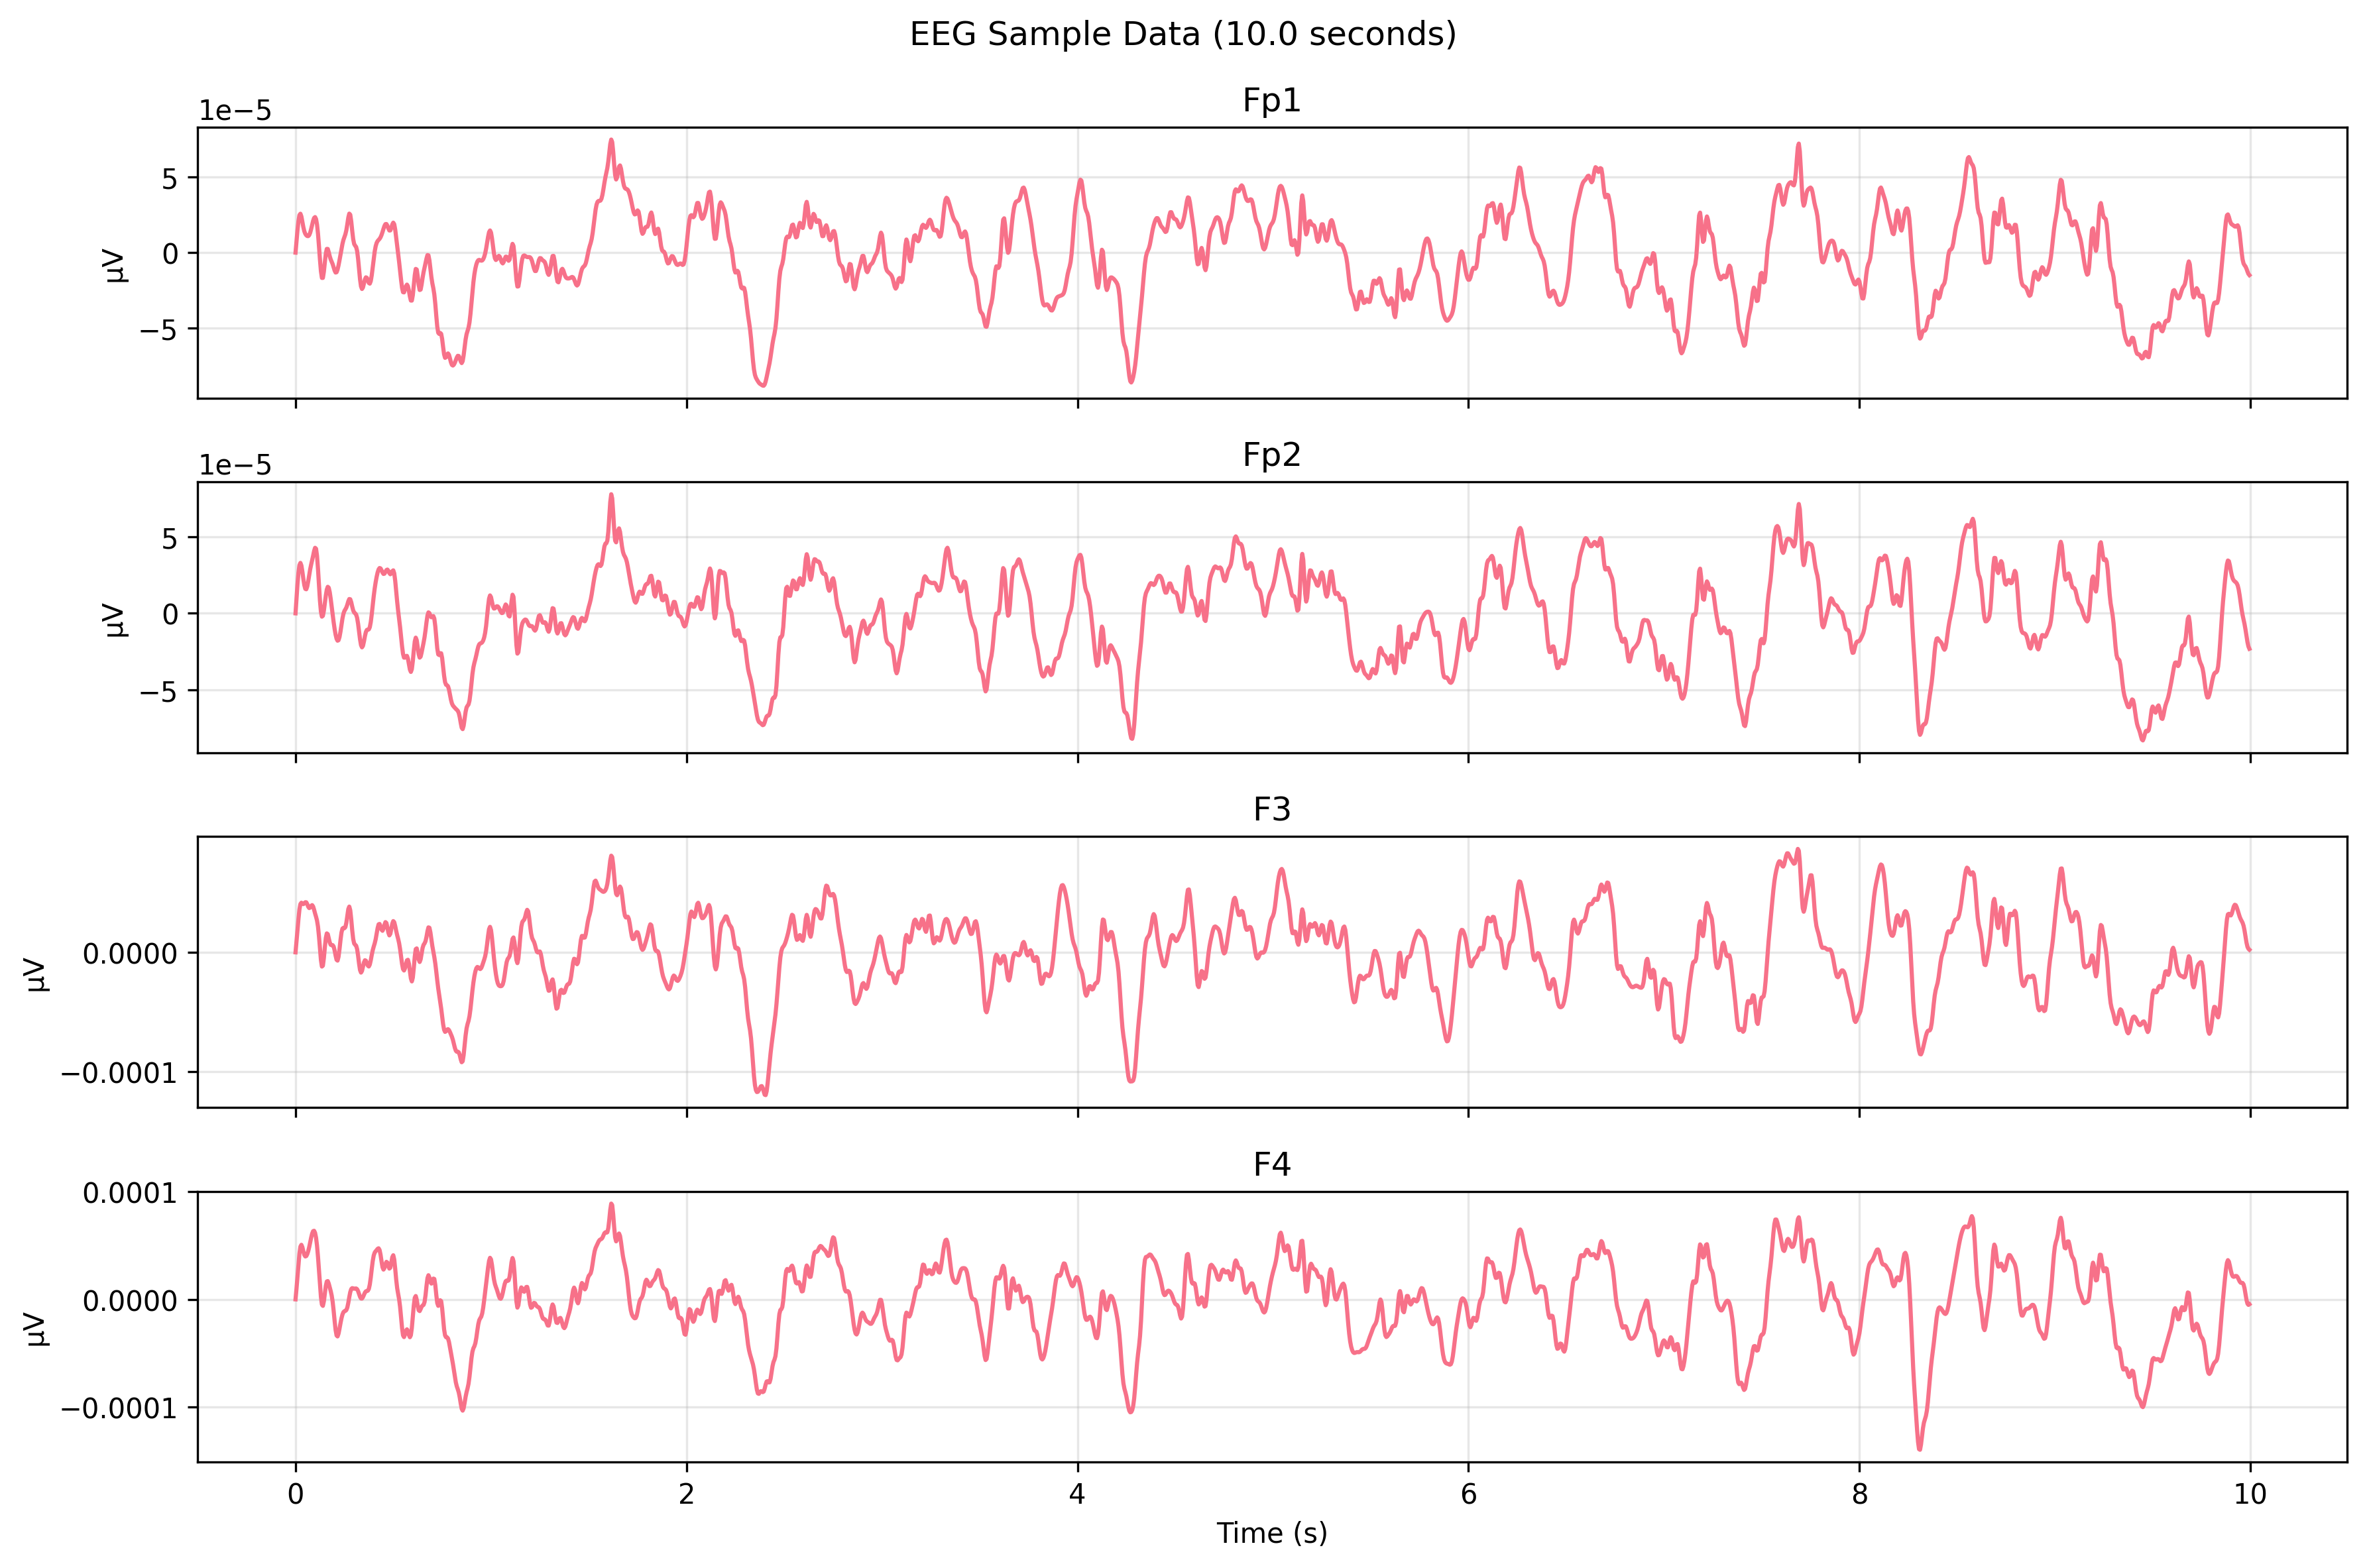 EEG Sample Data (10.0 seconds)
Fp1
1e−5
5
0
−5
µV
Fp2
1e−5
5
0
−5
µV
F3
0.0000
−0.0001
µV
F4
0.0001
0.0000
−0.0001
µV
0 2 4 6 8 10
Time (s)